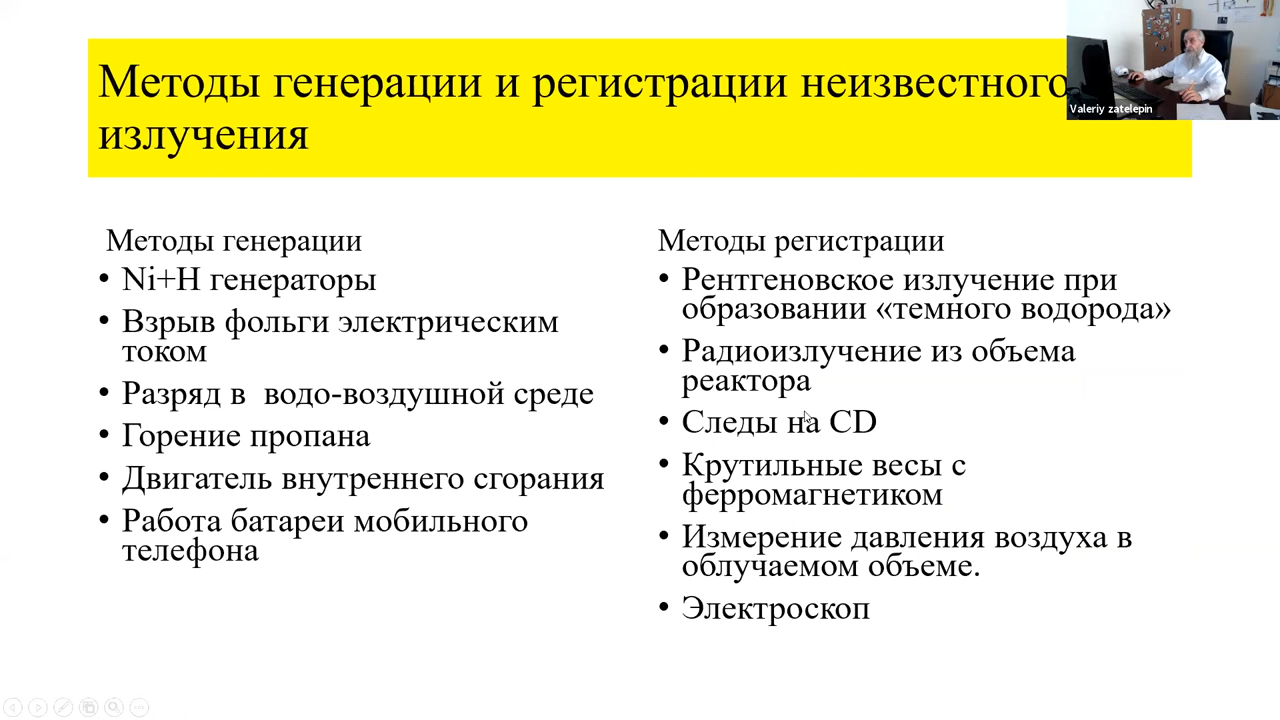 Методы генерации и регистрации неизвестного
излучения
Valeriy zatelepin
Методы генерации
• Ni+H генераторы
• Взрыв фольги электрическим
током
• Разряд в  водо-воздушной среде
• Горение пропана
• Двигатель внутреннего сгорания
• Работа батареи мобильного
телефона
Методы регистрации
• Рентгеновское излучение при
образовании «темного водорода»
• Радиоизлучение из объема
реактора
• Следы на CD
• Крутильные весы с
ферромагнетиком
• Измерение давления воздуха в
облучаемом объеме.
• Электроскоп